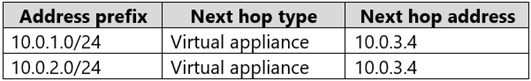 Address prefix Next hop type Next hop address
10.0.1.0/24 Virtual appliance 10.0.3.4
10.0.2.0/24 Virtual appliance 10.0.3.4